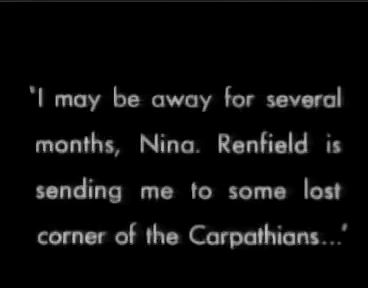 'I may be away for several
months, Nina. Renfield is
sending me to some lost
corner of the Carpathians...'